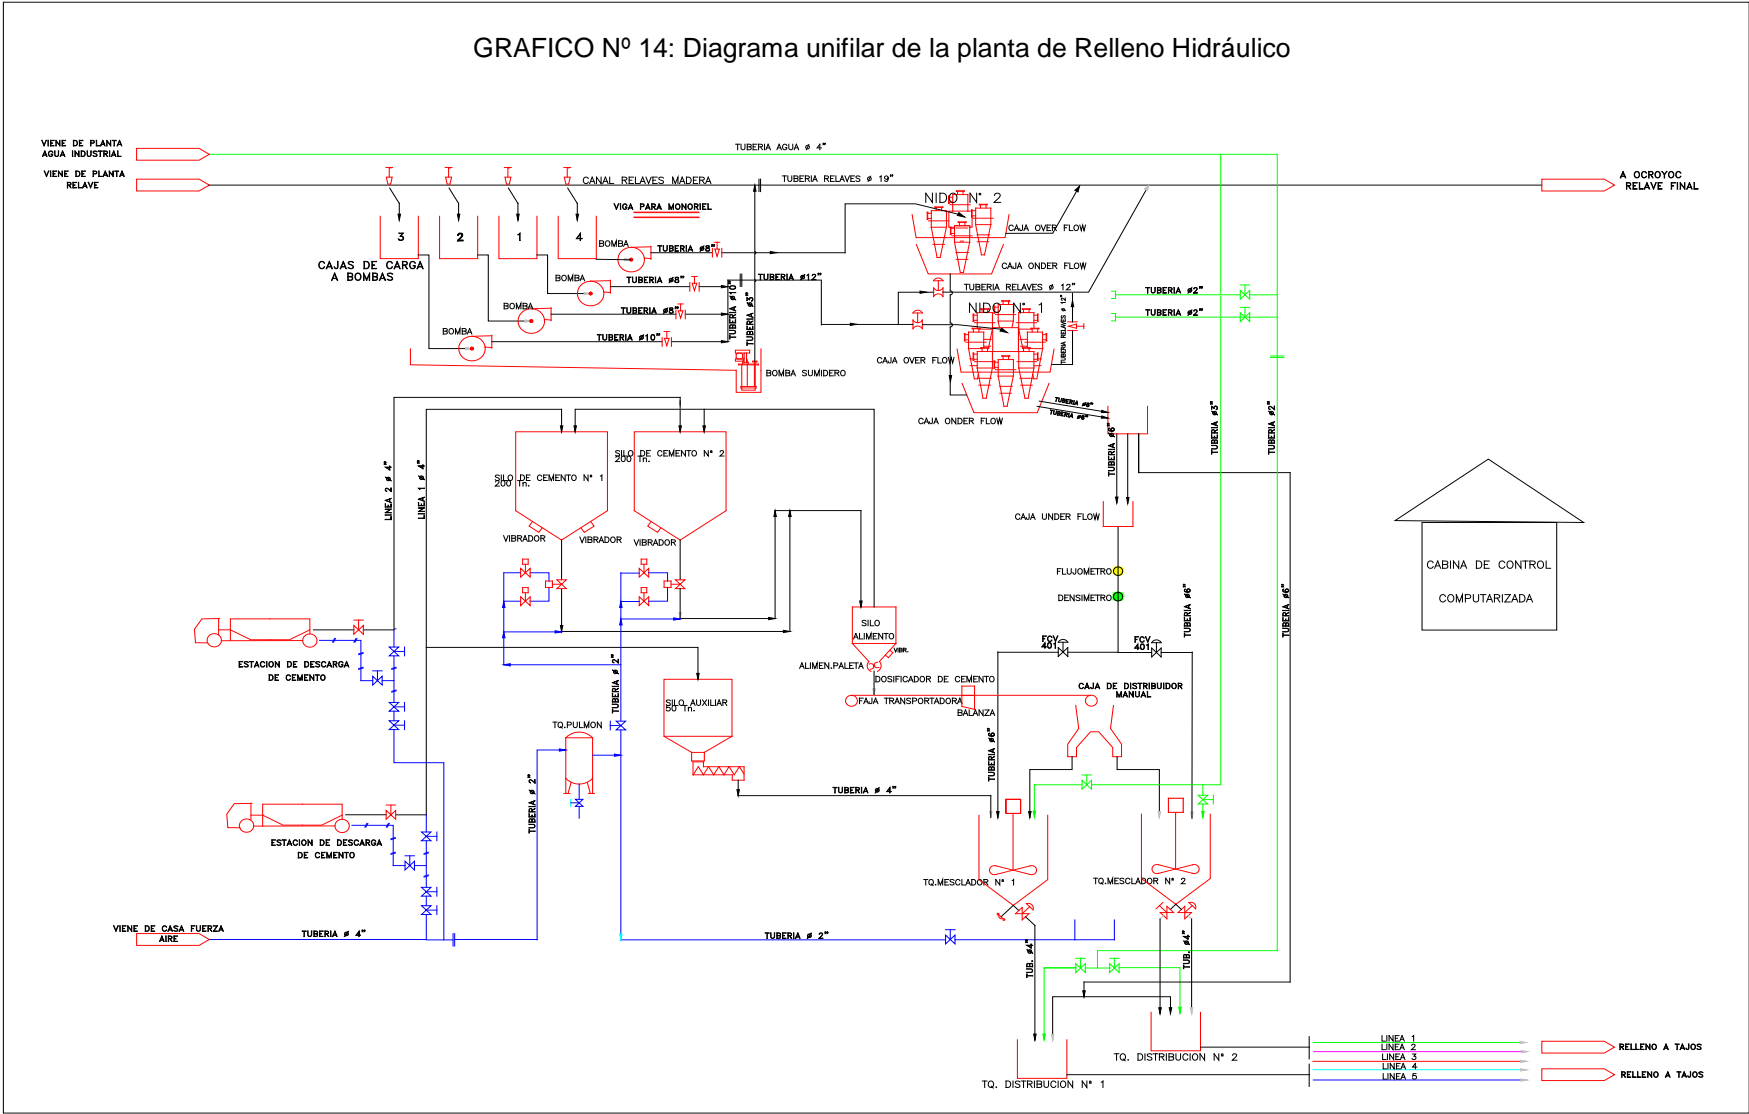 GRAFICO Nº 14: Diagrama unifilar de la planta de Relleno Hidráulico
VIENE DE PLANTA
AGUA INDUSTRIAL
TUBERIA AGUA ø 4"
VIENE DE PLANTA
RELAVE
CANAL RELAVES MADERA
TUBERIA RELAVES ø 19"
A OCROYOC
RELAVE FINAL
VIGA PARA MONORIEL
NIDO N° 2
3
2
1
4
CAJA OVER FLOW
CAJAS DE CARGA
A BOMBAS
BOMBA
TUBERIA ø8"
CAJA ONDER FLOW
BOMBA
TUBERIA ø8"
TUBERIA ø12"
TUBERIA RELAVES ø 12"
TUBERIA ø2"
BOMBA
TUBERIA ø8"
NIDO N° 1
TUBERIA ø2"
BOMBA
TUBERIA ø10"
TUBERIA ø10"
TUBERIA ø3"
TUBERIA RELAVES ø 12"
BOMBA SUMIDERO
CAJA OVER FLOW
CAJA ONDER FLOW
TUBERIA ø6"
TUBERIA ø6"
TUBERIA ø6"
TUBERIA ø3"
TUBERIA ø2"
LINEA 2 ø 4"
LINEA 1 ø 4"
SILO DE CEMENTO N° 2
200 Tn.
SILO DE CEMENTO N° 1
200 Tn.
VIBRADOR
VIBRADOR
VIBRADOR
CAJA UNDER FLOW
FLUJOMETRO
DENSIMETRO
CABINA DE CONTROL
COMPUTARIZADA
TUBERIA ø6"
TUBERIA ø6"
SILO
ALIMENTO
VIBR.
ALIMEN.PALETA
FCV
401
FCV
401
ESTACION DE DESCARGA
DE CEMENTO
TUBERIA ø 2"
DOSIFICADOR DE CEMENTO
FAJA TRANSPORTADORA
BALANZA
CAJA DE DISTRIBUIDOR
MANUAL
SILO AUXILIAR
50 Tn.
TQ.PULMON
TUBERIA ø6"
TUBERIA ø 2"
TUBERIA ø 4"
ESTACION DE DESCARGA
DE CEMENTO
TQ.MESCLADOR N° 1
TQ.MESCLADOR N° 2
VIENE DE CASA FUERZA
AIRE
TUBERIA ø 4"
TUBERIA ø 2"
TUB. ø4"
TUB. ø4"
TQ. DISTRIBUCION N° 2
TQ. DISTRIBUCION N° 1
LINEA 1
LINEA 2
LINEA 3
LINEA 4
LINEA 5
RELLENO A TAJOS
RELLENO A TAJOS